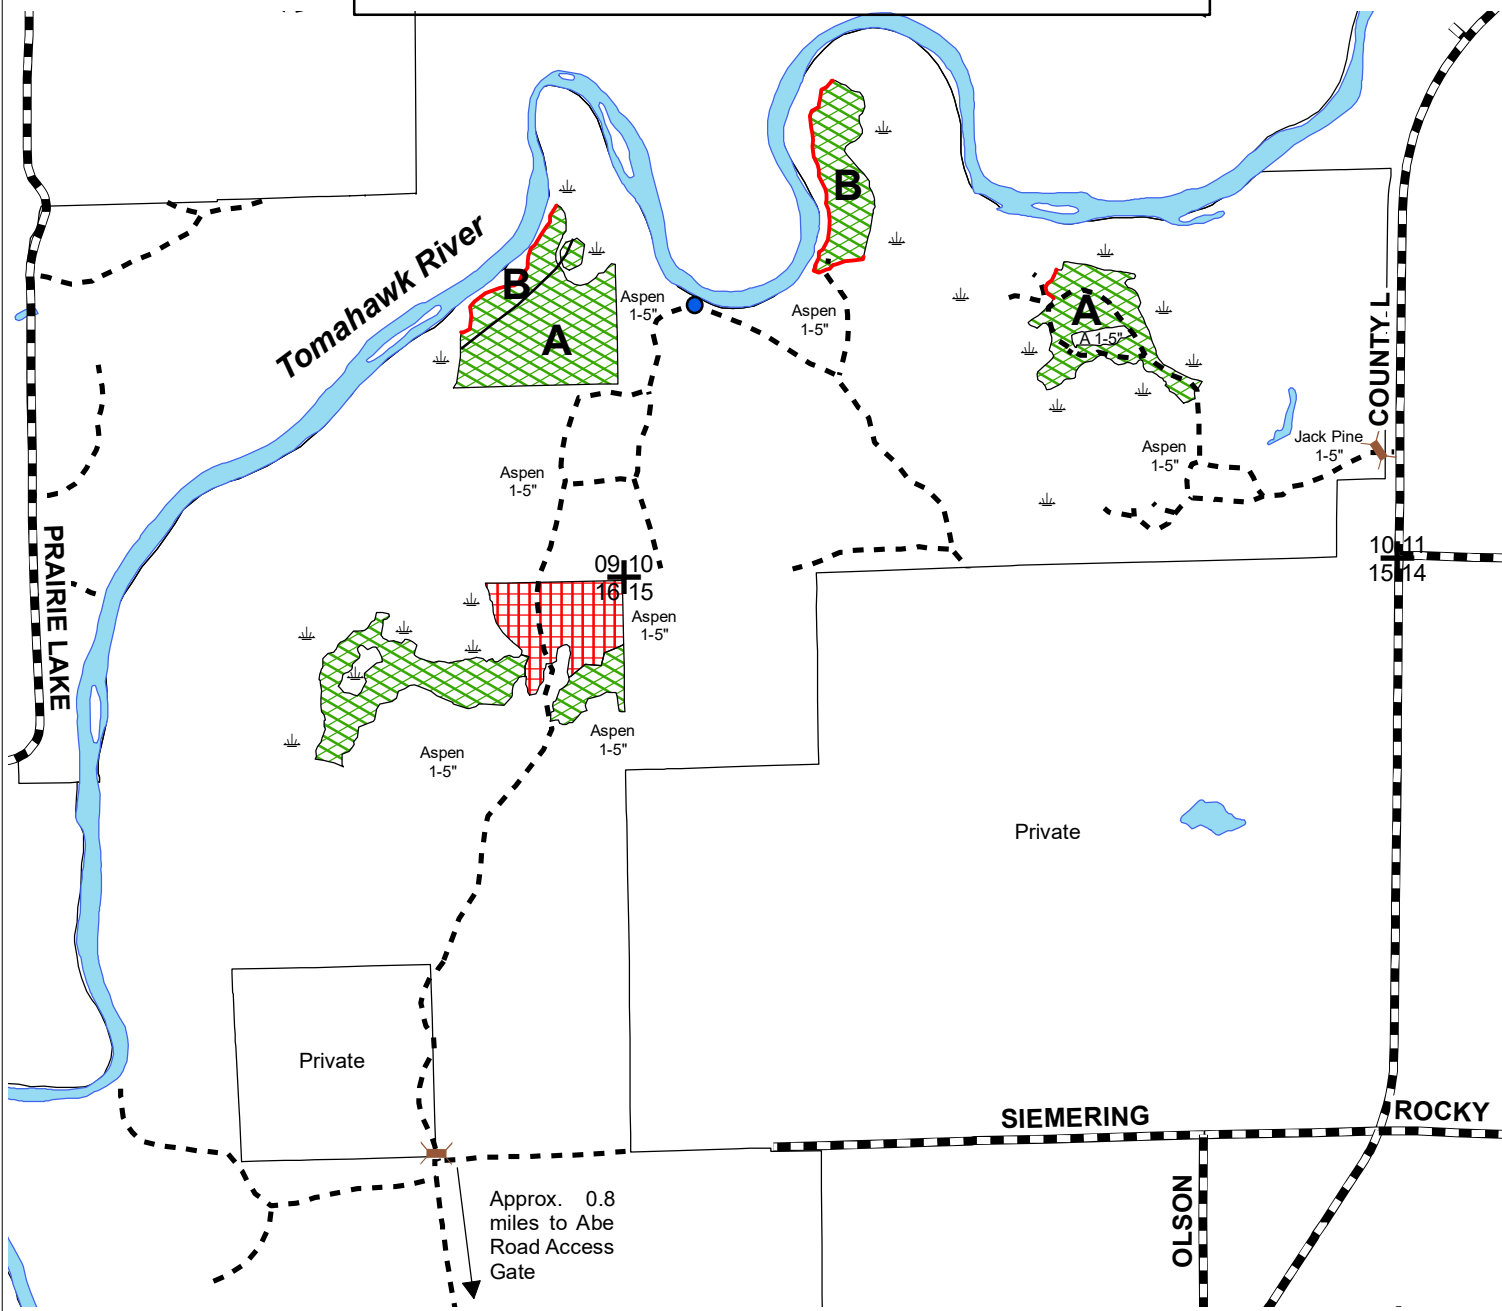 B
Tomahawk River
B
Aspen
1-5"
Aspen
1-5"
A
A
A 1-5"
COUNTY L
Jack Pine
1-5"
Aspen
1-5"
Aspen
1-5"
PRAIRIE LAKE
09 10
16 15
10 11
15 14
Aspen
1-5"
Aspen
1-5"
Aspen
1-5"
Private
Private
SIEMERING
ROCKY
OLSON
Approx. 0.8
miles to Abe
Road Access
Gate